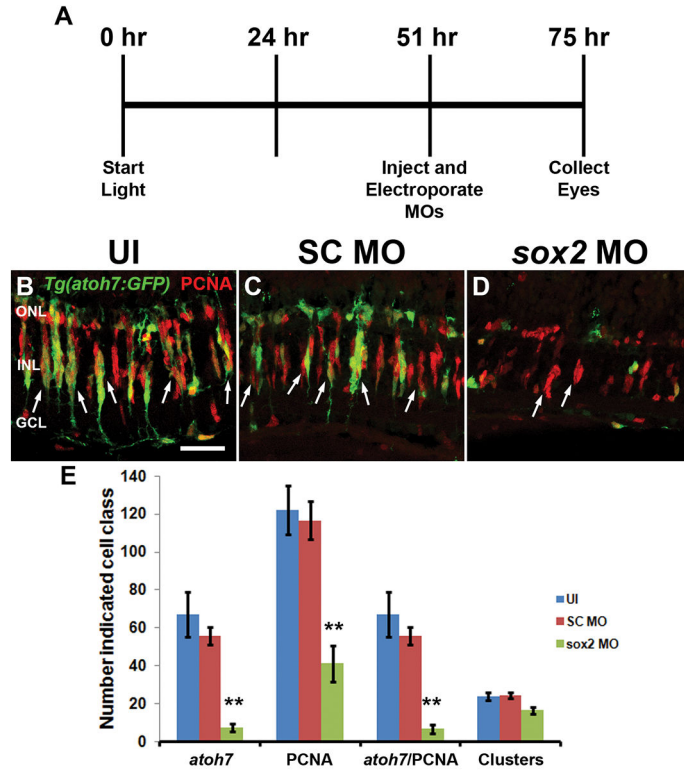 A
0 hr 24 hr 51 hr 75 hr
Start
Light
Inject and
Electroporate
MOs
Collect
Eyes
UI SC MO sox2 MO
B Tg(atoh7:GFP) PCNA C D
ONL
INL
GCL
E
Number indicated cell class
140
120
100
80
60
40
20
0
** ** **
UI
SC MO
sox2 MO
atoh7 PCNA atoh7/PCNA Clusters